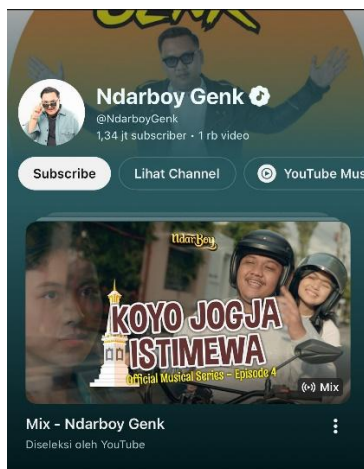 GENK
Ndarboy Genk
@NdarboyGenk
1,34 jt subscriber • 1 rb video
Subscribe
Lihat Channel
YouTube Mus
NdarBoy
KOYO JOGJA
ISTIMEWA
Official Musical Series - Episode 4
Mix
Mix - Ndarboy Genk
Diseleksi oleh YouTube